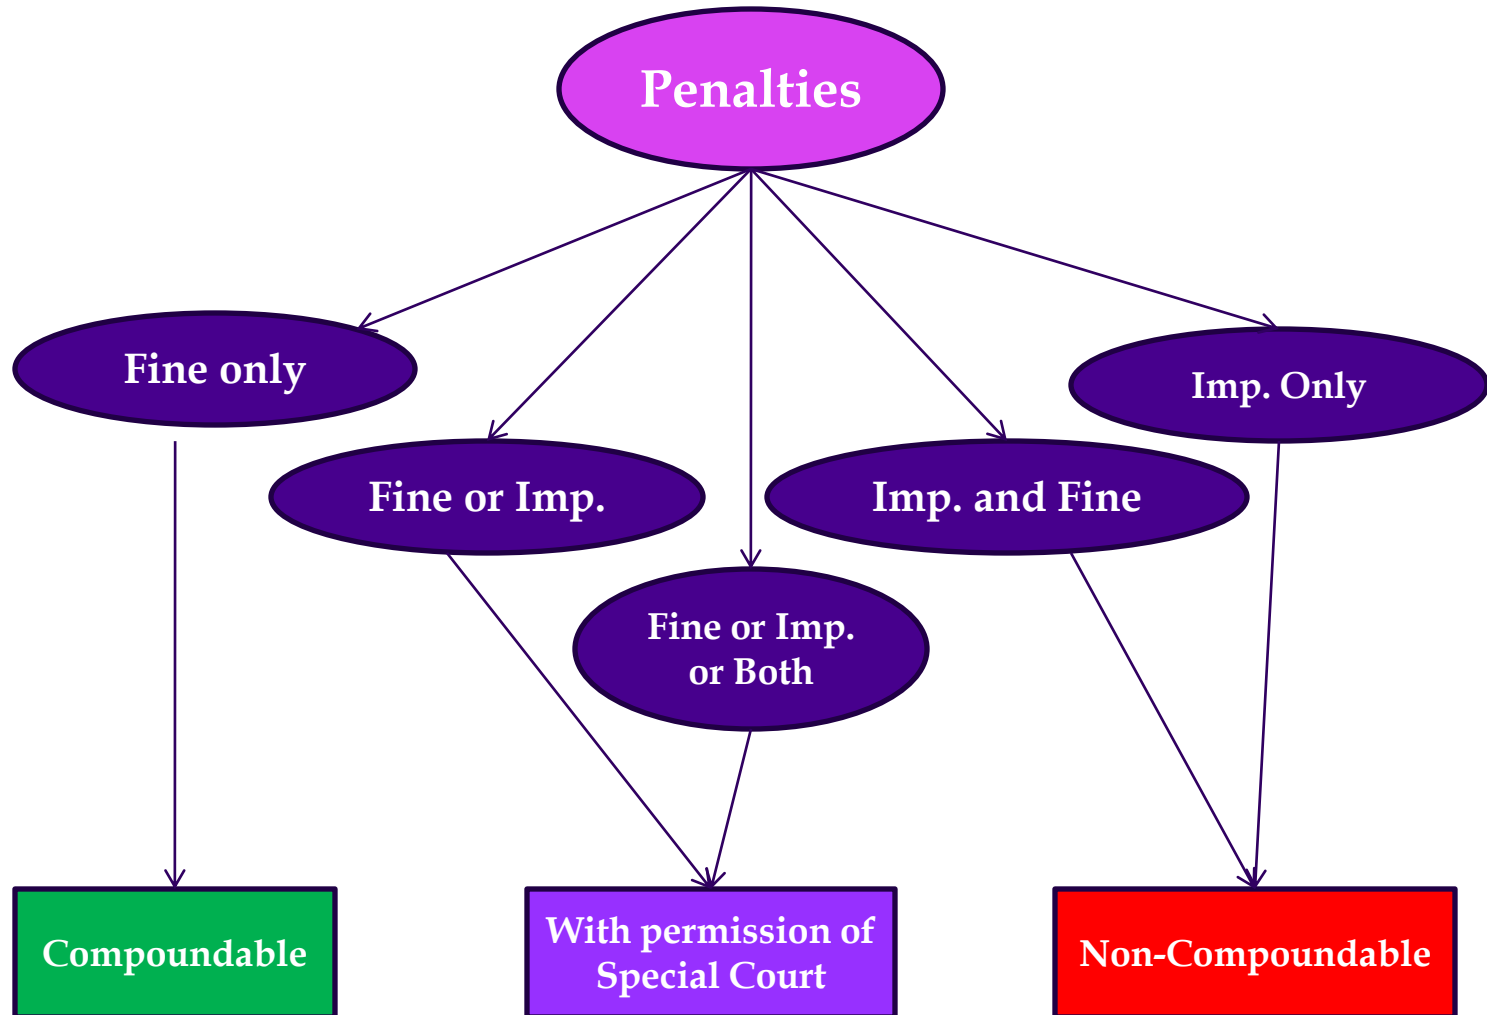 Penalties
Fine only
Imp. Only
Fine or Imp.
Imp. and Fine
Fine or Imp.
or Both
Compoundable
With permission of
Special Court
Non-Compoundable